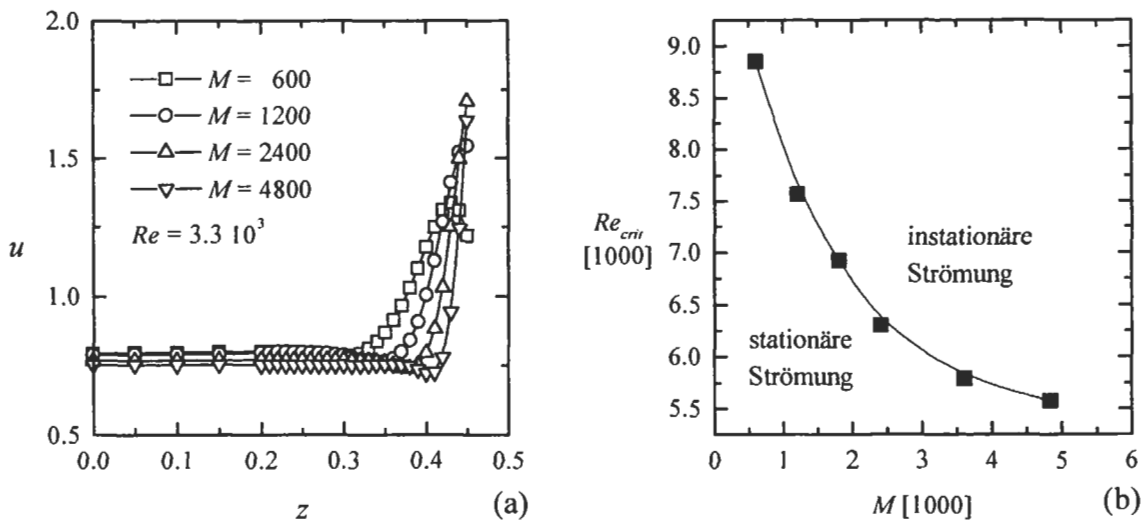 2.0
1.5
1.0
0.5
u
M = 600
M = 1200
M = 2400
M = 4800
Re = 3.3 10³
0.0 0.1 0.2 0.3 0.4 0.5
z
(a)
9.0
8.5
8.0
7.5
7.0
6.5
6.0
5.5
Re_crit
[1000]
instationäre
Strömung
stationäre
Strömung
0 1 2 3 4 5 6
M [1000]
(b)